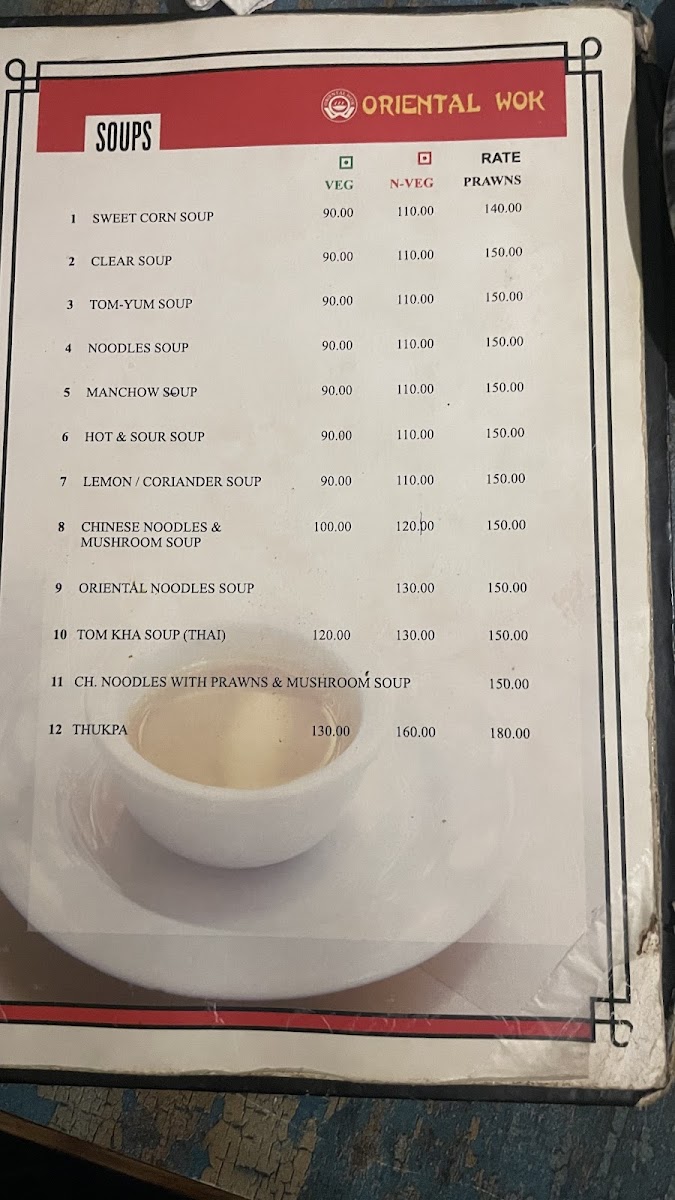 ORIENTAL WOK
SOUPS
RATE
VEG N-VEG PRAWNS
1 SWEET CORN SOUP 90.00 110.00 140.00
2 CLEAR SOUP 90.00 110.00 150.00
3 TOM-YUM SOUP 90.00 110.00 150.00
4 NOODLES SOUP 90.00 110.00 150.00
5 MANCHOW SOUP 90.00 110.00 150.00
6 HOT & SOUR SOUP 90.00 110.00 150.00
7 LEMON / CORIANDER SOUP 90.00 110.00 150.00
8 CHINESE NOODLES & 100.00 120.00 150.00
MUSHROOM SOUP
9 ORIENTAL NOODLES SOUP 130.00 150.00
10 TOM KHA SOUP (THAI) 120.00 130.00 150.00
11 CH. NOODLES WITH PRAWNS & MUSHROOM SOUP 150.00
12 THUKPA 130.00 160.00 180.00